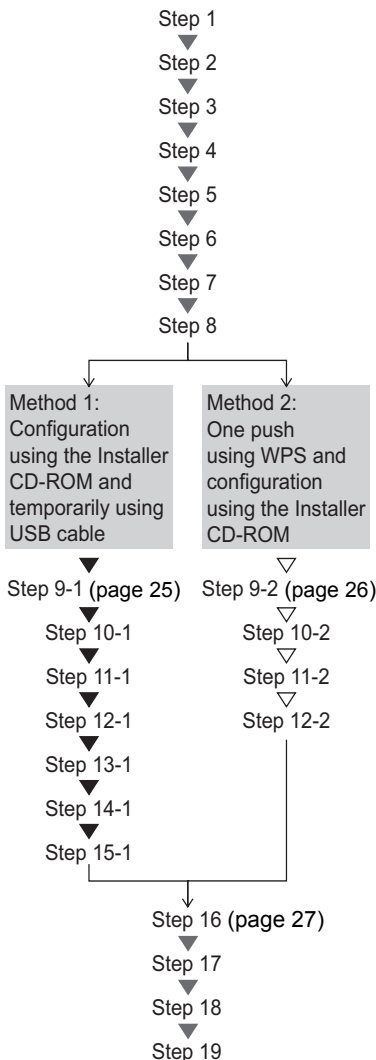 Step 1
Step 2
Step 3
Step 4
Step 5
Step 6
Step 7
Step 8
Method 1:
Configuration
using the Installer
CD-ROM and
temporarily using
USB cable
Method 2:
One push
using WPS and
configuration
using the Installer
CD-ROM
Step 9-1 (page 25)
Step 10-1
Step 11-1
Step 12-1
Step 13-1
Step 14-1
Step 15-1
Step 9-2 (page 26)
Step 10-2
Step 11-2
Step 12-2
Step 16 (page 27)
Step 17
Step 18
Step 19